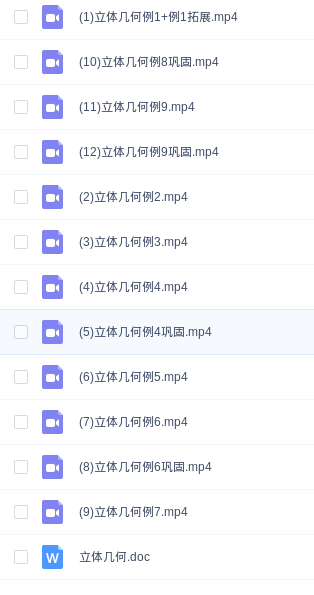 (1)立体几何例1+例1拓展.mp4
(10)立体几何例8巩固.mp4
(11)立体几何例9.mp4
(12)立体几何例9巩固.mp4
(2)立体几何例2.mp4
(3)立体几何例3.mp4
(4)立体几何例4.mp4
(5)立体几何例4巩固.mp4
(6)立体几何例5.mp4
(7)立体几何例6.mp4
(8)立体几何例6巩固.mp4
(9)立体几何例7.mp4
W 立体几何.doc